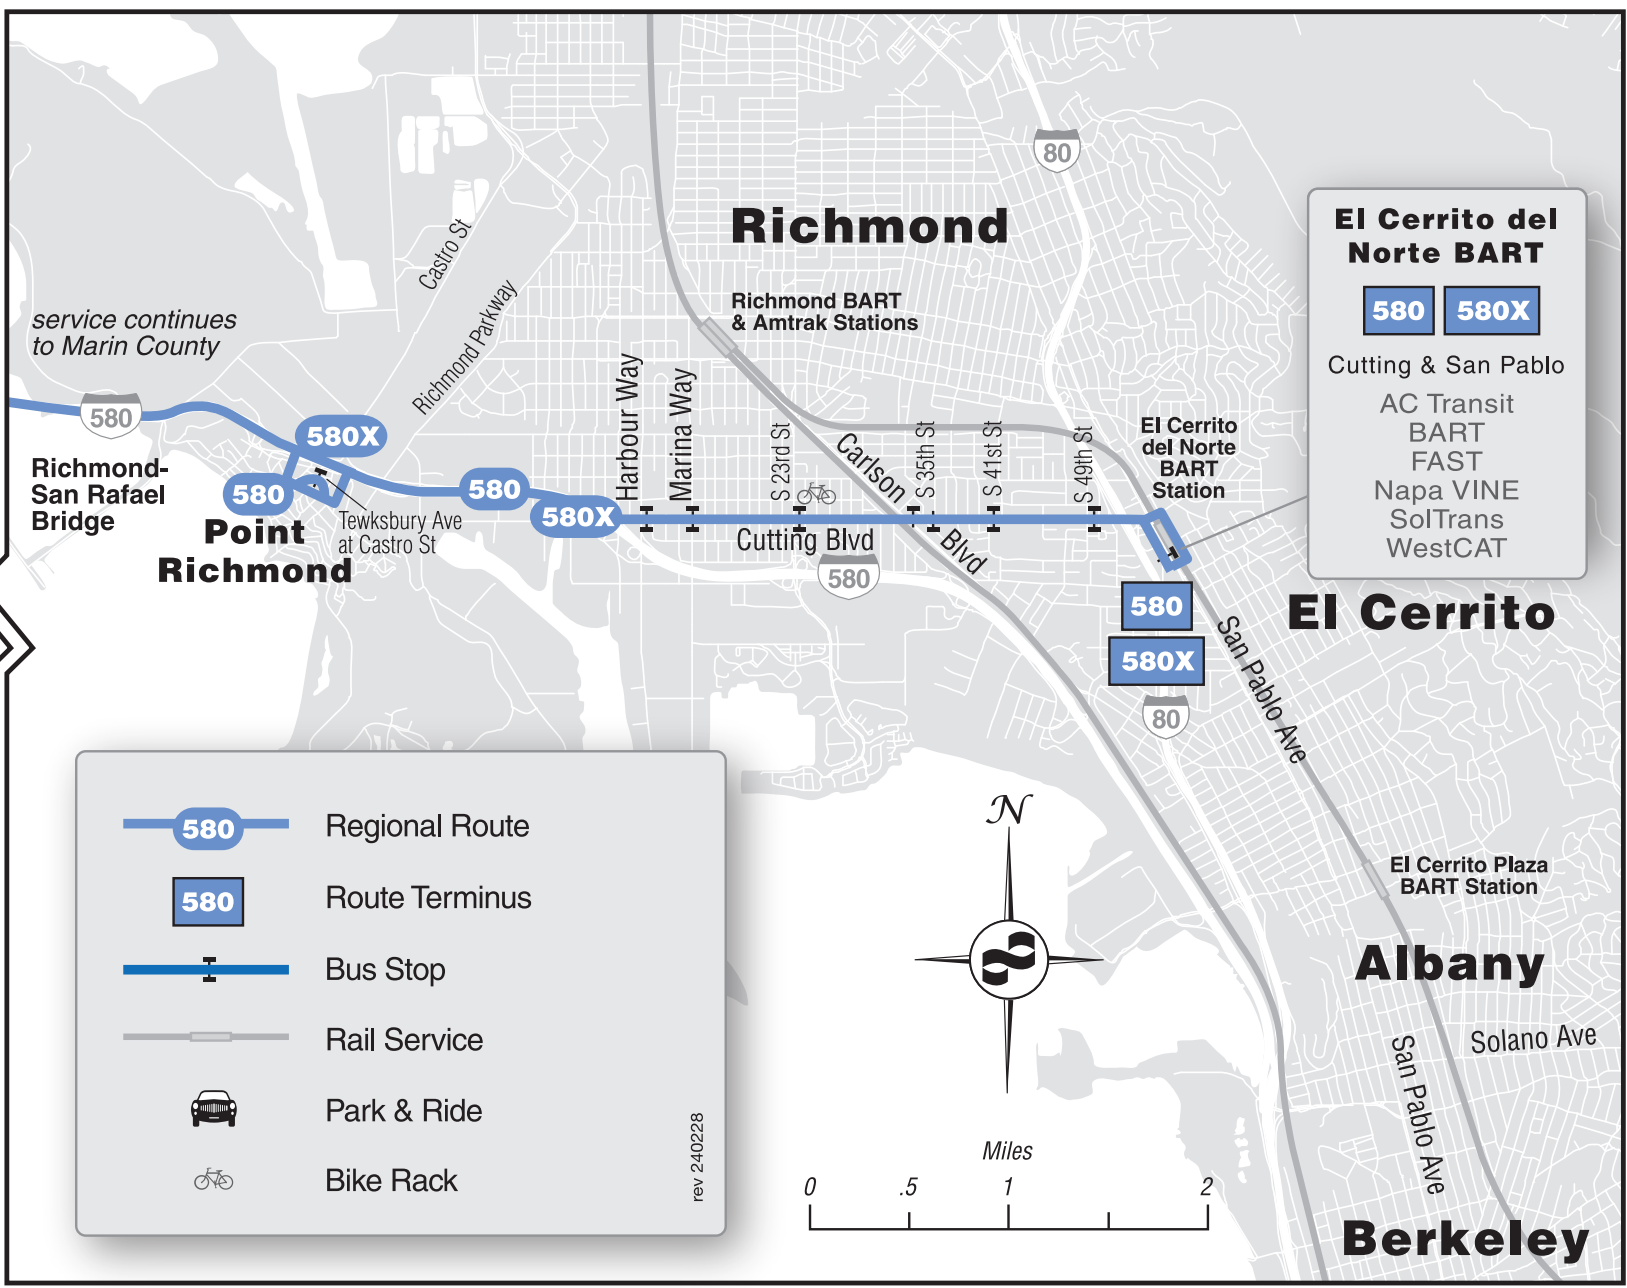 80
Richmond
El Cerrito del
Norte BART
580 580X
Cutting & San Pablo
AC Transit
BART
FAST
Napa VINE
SolTrans
WestCAT
Castro St
Richmond Parkway
Richmond BART
& Amtrak Stations
service continues
to Marin County
580
580X
580
Richmond-
San Rafael
Bridge
Point
Richmond
Tewksbury Ave
at Castro St
580
580X
Harbour Way
Marina Way
S 23rd St
Carlson
Blvd
S 35th St
S 41st St
S 49th St
Cutting Blvd
580
El Cerrito
del Norte
BART
Station
580
580X
80
El Cerrito
San Pablo Ave
580 Regional Route
580 Route Terminus
Bus Stop
Rail Service
Park & Ride
Bike Rack
rev 240228
N
Miles
0 .5 1 2
El Cerrito Plaza
BART Station
Albany
Solano Ave
San Pablo Ave
Berkeley